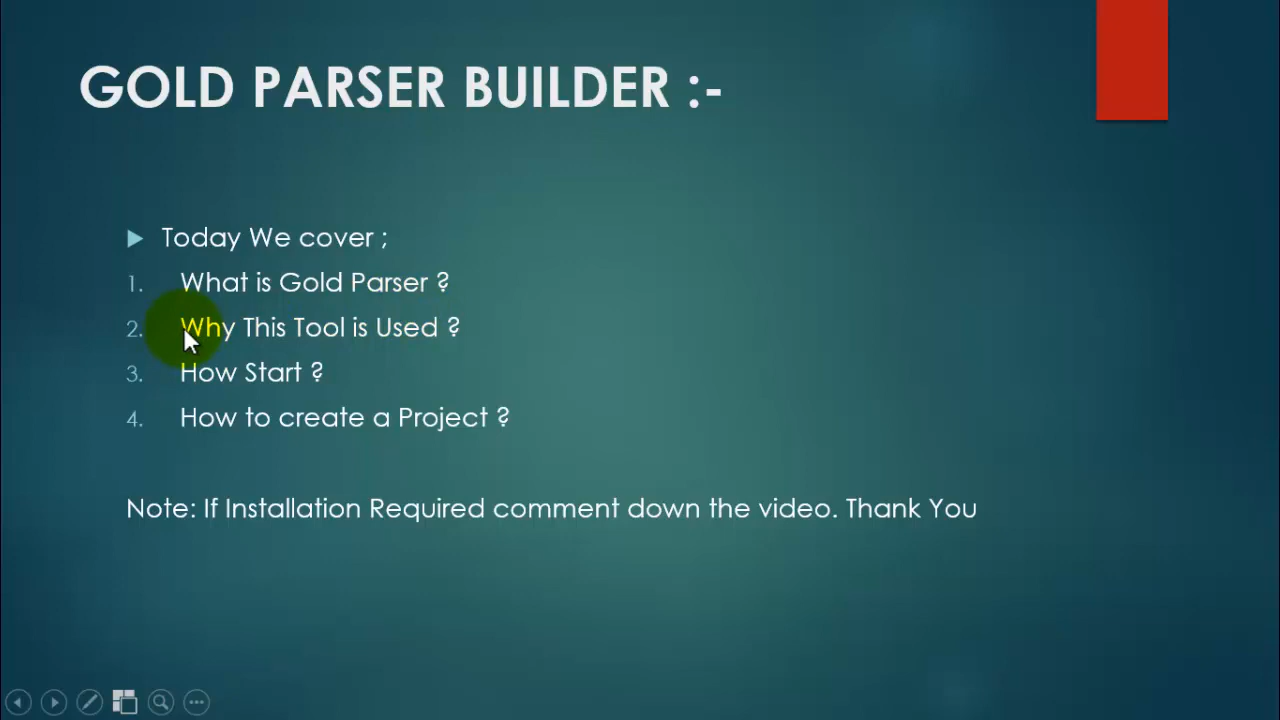 GOLD PARSER BUILDER :-
Today We cover ;
1. What is Gold Parser ?
2. Why This Tool is Used ?
3. How Start ?
4. How to create a Project ?
Note: If Installation Required comment down the video. Thank You